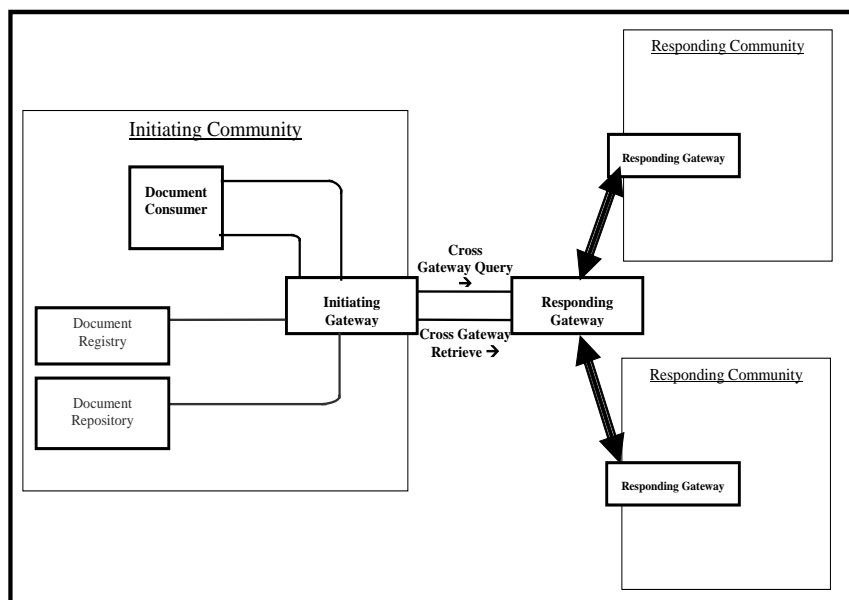 Initiating Community
Document
Consumer
Initiating
Gateway
Document
Registry
Document
Repository
Cross
Gateway Query
→
Cross Gateway
Retrieve →
Responding
Gateway
Responding Community
Responding Gateway
Responding Community
Responding Gateway